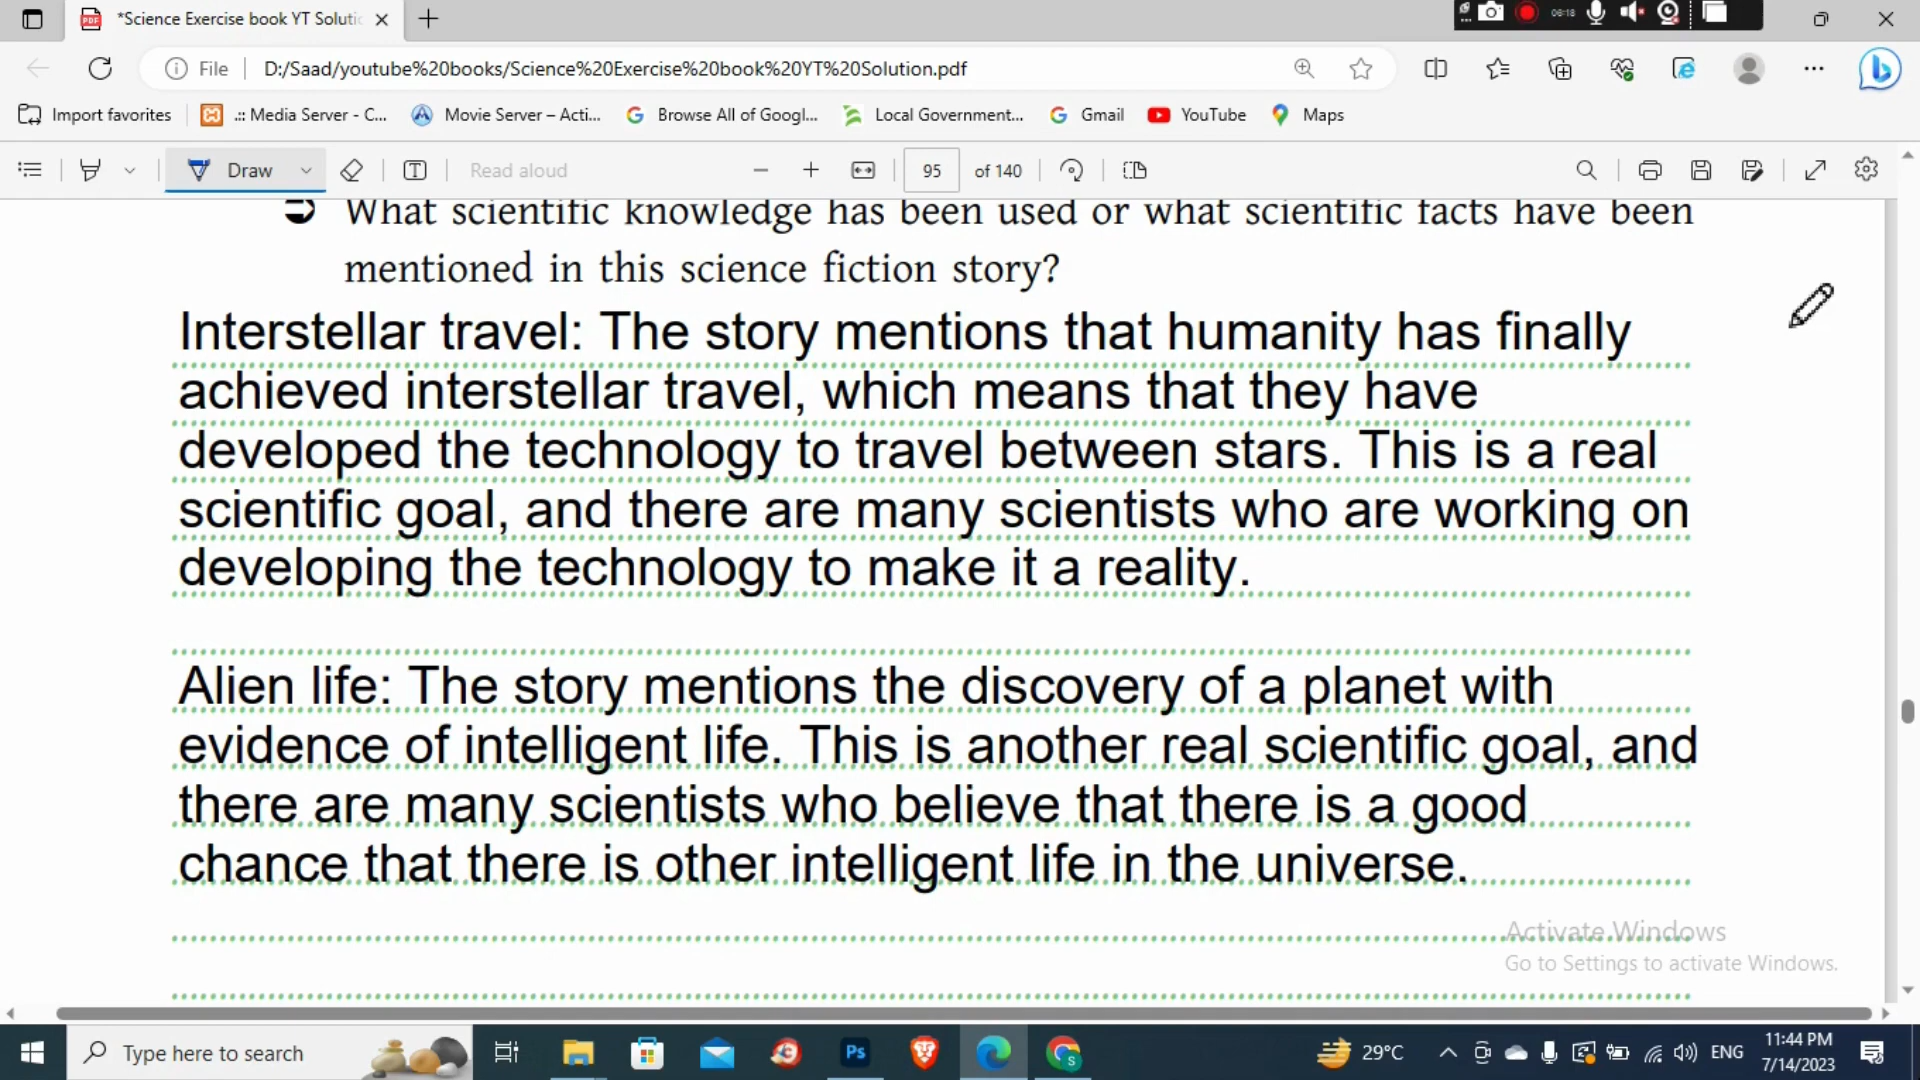 *Science Exercise book YT Soluti
06:18
File
D:/Saad/youtube%20books/Science%20Exercise%20book%20YT%20Solution.pdf
Import favorites
.:: Media Server - C...
Movie Server – Acti...
Browse All of Googl...
Local Government...
Gmail
YouTube
Maps
Draw
Read aloud
95
of 140
What scientific knowledge has been used or what scientific facts have been
mentioned in this science fiction story?
Interstellar travel: The story mentions that humanity has finally
achieved interstellar travel, which means that they have
developed the technology to travel between stars. This is a real
scientific goal, and there are many scientists who are working on
developing the technology to make it a reality.
Alien life: The story mentions the discovery of a planet with
evidence of intelligent life. This is another real scientific goal, and
there are many scientists who believe that there is a good
chance that there is other intelligent life in the universe.
Activate Windows
Go to Settings to activate Windows.
Type here to search
Ps
S
29°C
ENG
11:44 PM
7/14/2023